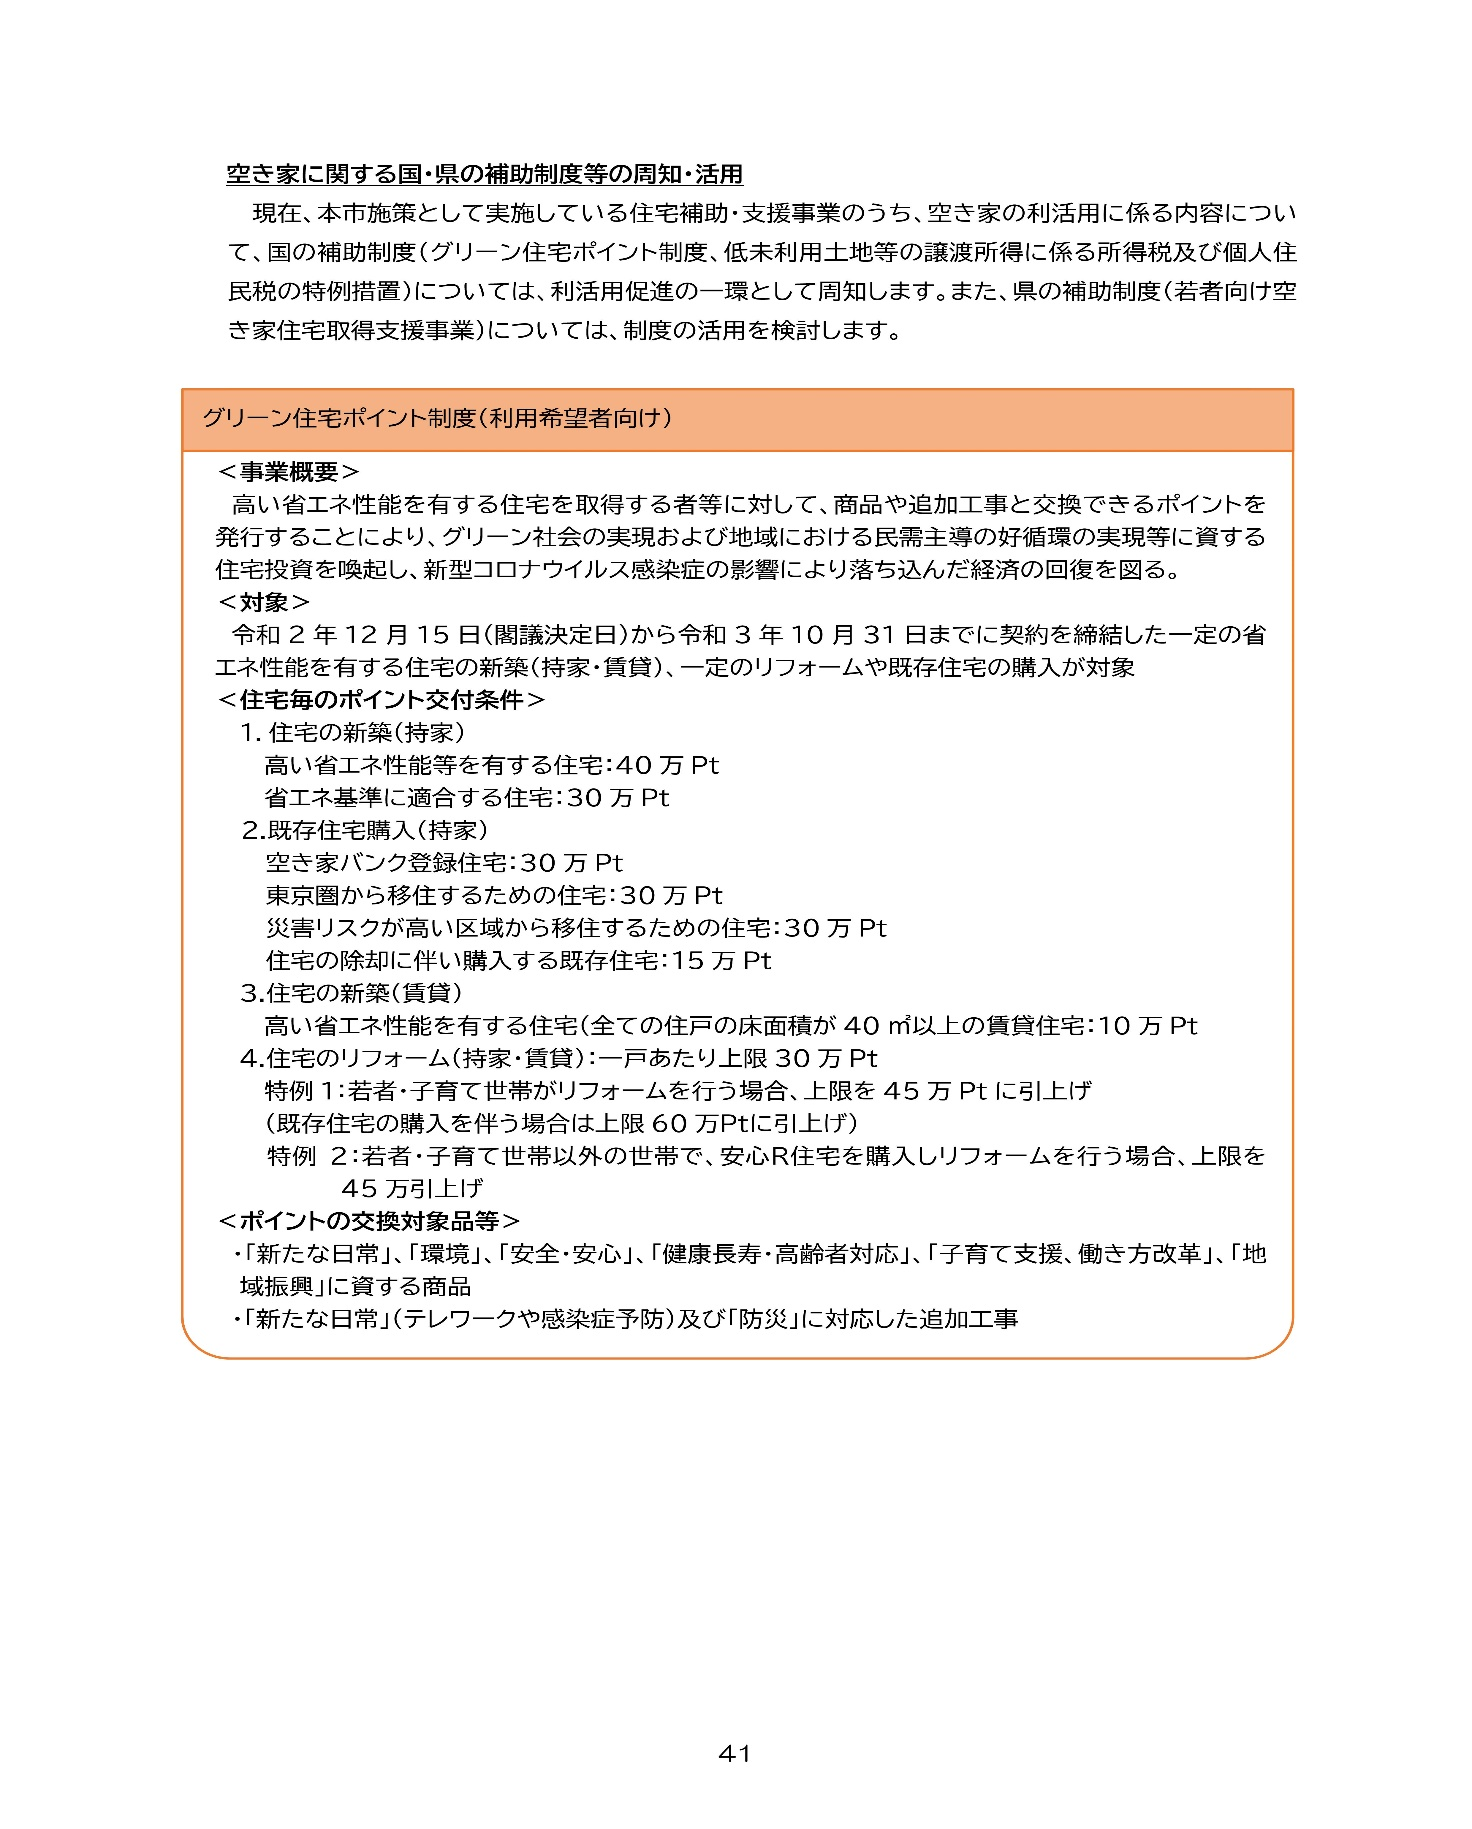 空き家に関する国・県の補助制度等の周知・活用
現在、本市施策として実施している住宅補助・支援事業のうち、空き家の利活用に係る内容につい
て、国の補助制度（グリーン住宅ポイント制度、低未利用土地等の譲渡所得に係る所得税及び個人住
民税の特例措置）については、利活用促進の一環として周知します。また、県の補助制度（若者向け空
き家住宅取得支援事業）については、制度の活用を検討します。
グリーン住宅ポイント制度（利用希望者向け）
＜事業概要＞
高い省エネ性能を有する住宅を取得する者等に対して、商品や追加工事と交換できるポイントを
発行することにより、グリーン社会の実現および地域における民需主導の好循環の実現等に資する
住宅投資を喚起し、新型コロナウイルス感染症の影響により落ち込んだ経済の回復を図る。
＜対象＞
令和 2 年 12 月 15 日（閣議決定日）から令和 3 年 10 月 31 日までに契約を締結した一定の省
エネ性能を有する住宅の新築（持家・賃貸）、一定のリフォームや既存住宅の購入が対象
＜住宅毎のポイント交付条件＞
1. 住宅の新築（持家）
高い省エネ性能等を有する住宅：40 万 Pt
省エネ基準に適合する住宅：30 万 Pt
2.既存住宅購入（持家）
空き家バンク登録住宅：30 万 Pt
東京圏から移住するための住宅：30 万 Pt
災害リスクが高い区域から移住するための住宅：30 万 Pt
住宅の除却に伴い購入する既存住宅：15 万 Pt
3.住宅の新築（賃貸）
高い省エネ性能を有する住宅（全ての住戸の床面積が 40 ㎡以上の賃貸住宅：10 万 Pt
4.住宅のリフォーム（持家・賃貸）：一戸あたり上限 30 万 Pt
特例 1：若者・子育て世帯がリフォームを行う場合、上限を 45 万 Pt に引上げ
（既存住宅の購入を伴う場合は上限 60 万Ptに引上げ）
特例 2：若者・子育て世帯以外の世帯で、安心R住宅を購入しリフォームを行う場合、上限を
45 万引上げ
＜ポイントの交換対象品等＞
・「新たな日常」、「環境」、「安全・安心」、「健康長寿・高齢者対応」、「子育て支援、働き方改革」、「地
域振興」に資する商品
・「新たな日常」（テレワークや感染症予防）及び「防災」に対応した追加工事
41